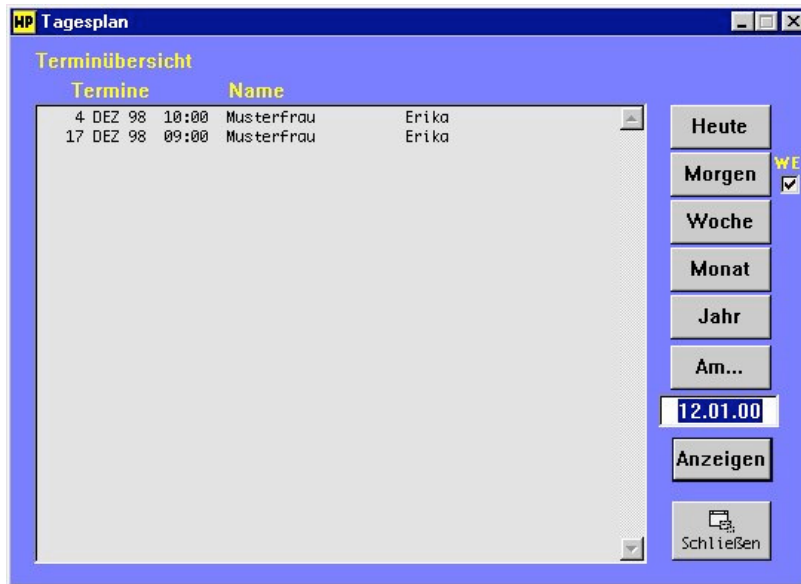 HP Tagesplan
Terminübersicht
Termine Name
4 DEZ 98 10:00 Musterfrau Erika
17 DEZ 98 09:00 Musterfrau Erika
Heute
Morgen
WE
Woche
Monat
Jahr
Am...
12.01.00
Anzeigen
Schließen